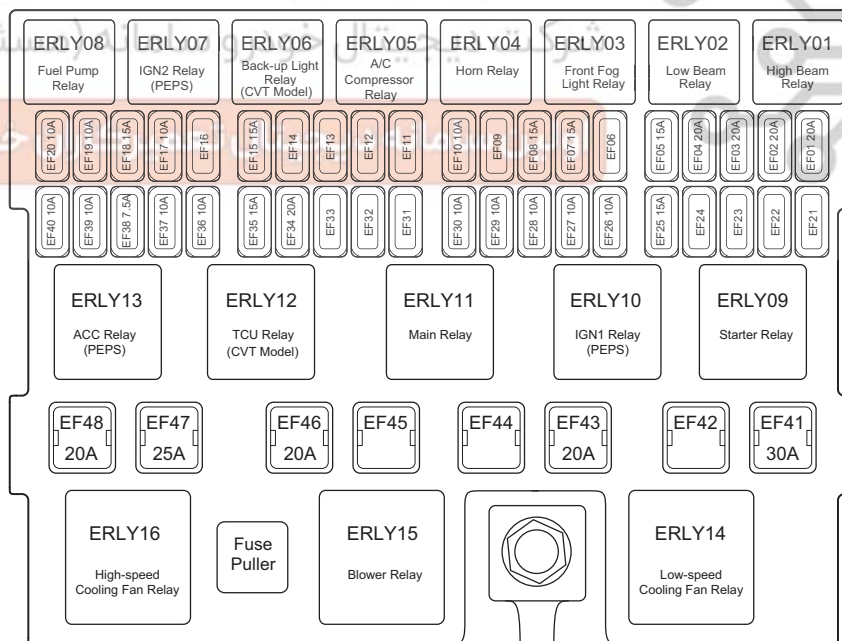 شرکت دیجیتال خودرو سامانه (مس
ERLY08 ERLY07 ERLY06 ERLY05 ERLY04 ERLY03 ERLY02 ERLY01
Fuel Pump Relay
IGN2 Relay (PEPS)
Back-up Light Relay (CVT Model)
A/C Compressor Relay
Horn Relay
Front Fog Light Relay
Low Beam Relay
High Beam Relay
EF20 10A EF19 10A EF18 15A EF17 10A EF16 EF15 15A EF14 EF13 EF12 EF11 EF10 10A EF09 EF08 15A EF07 15A EF06 EF05 15A EF04 20A EF03 20A EF02 20A EF01 20A
EF40 10A EF39 10A EF38 7.5A EF37 10A EF36 10A EF35 15A EF34 20A EF33 EF32 EF31 EF30 10A EF29 10A EF28 10A EF27 10A EF26 10A EF25 15A EF24 EF23 EF22 EF21
ERLY13 ERLY12 ERLY11 ERLY10 ERLY09
ACC Relay (PEPS)
TCU Relay (CVT Model)
Main Relay
IGN1 Relay (PEPS)
Starter Relay
EF48 EF47 EF46 EF45 EF44 EF43 EF42 EF41
20A 25A 20A 20A 30A
ERLY16
High-speed
Cooling Fan Relay
Fuse
Puller
ERLY15
Blower Relay
ERLY14
Low-speed
Cooling Fan Relay